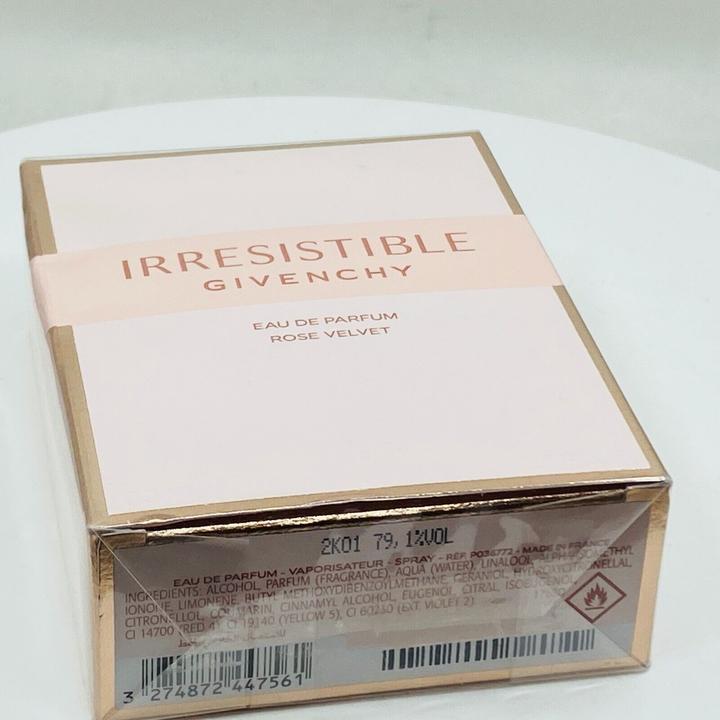 IRRESISTIBLE
GIVENCHY
EAU DE PARFUM
ROSE VELVET
2K01 79,1%VOL
EAU DE PARFUM - VAPORISATEUR - SPRAY - RÉF P036772 - MADE IN FRANCE
INGREDIENTS: ALCOHOL, PARFUM (FRAGRANCE), AQUA (WATER), LINALOOL,
IONONE, LIMONENE, BUTYL METHOXYDIBENZOYLMETHANE, GERANIOL, HYDROXYCITRONELLAL,
CITRONELLOL, COUMARIN, CINNAMYL ALCOHOL, EUGENOL, CITRAL, ISOEUGENOL,
CI 14700 (RED 4), CI 19140 (YELLOW 5), CI 60730 (EXT. VIOLET 2)
3 274872 447561